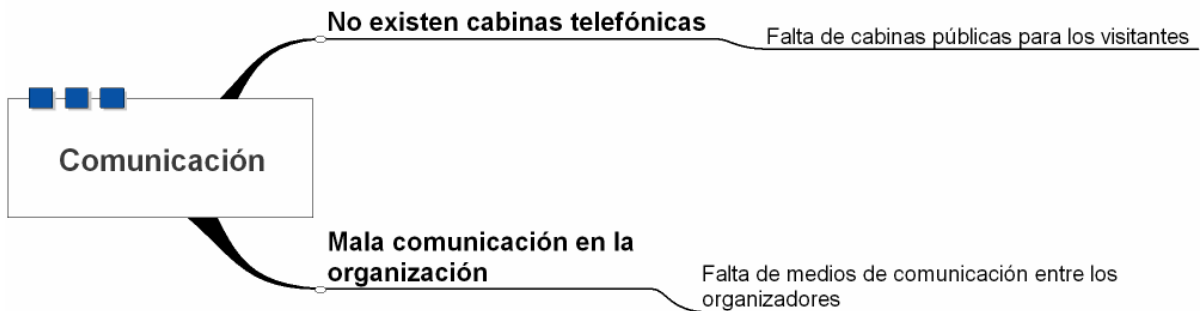 No existen cabinas telefónicas
Falta de cabinas públicas para los visitantes
Comunicación
Mala comunicación en la
organización
Falta de medios de comunicación entre los
organizadores